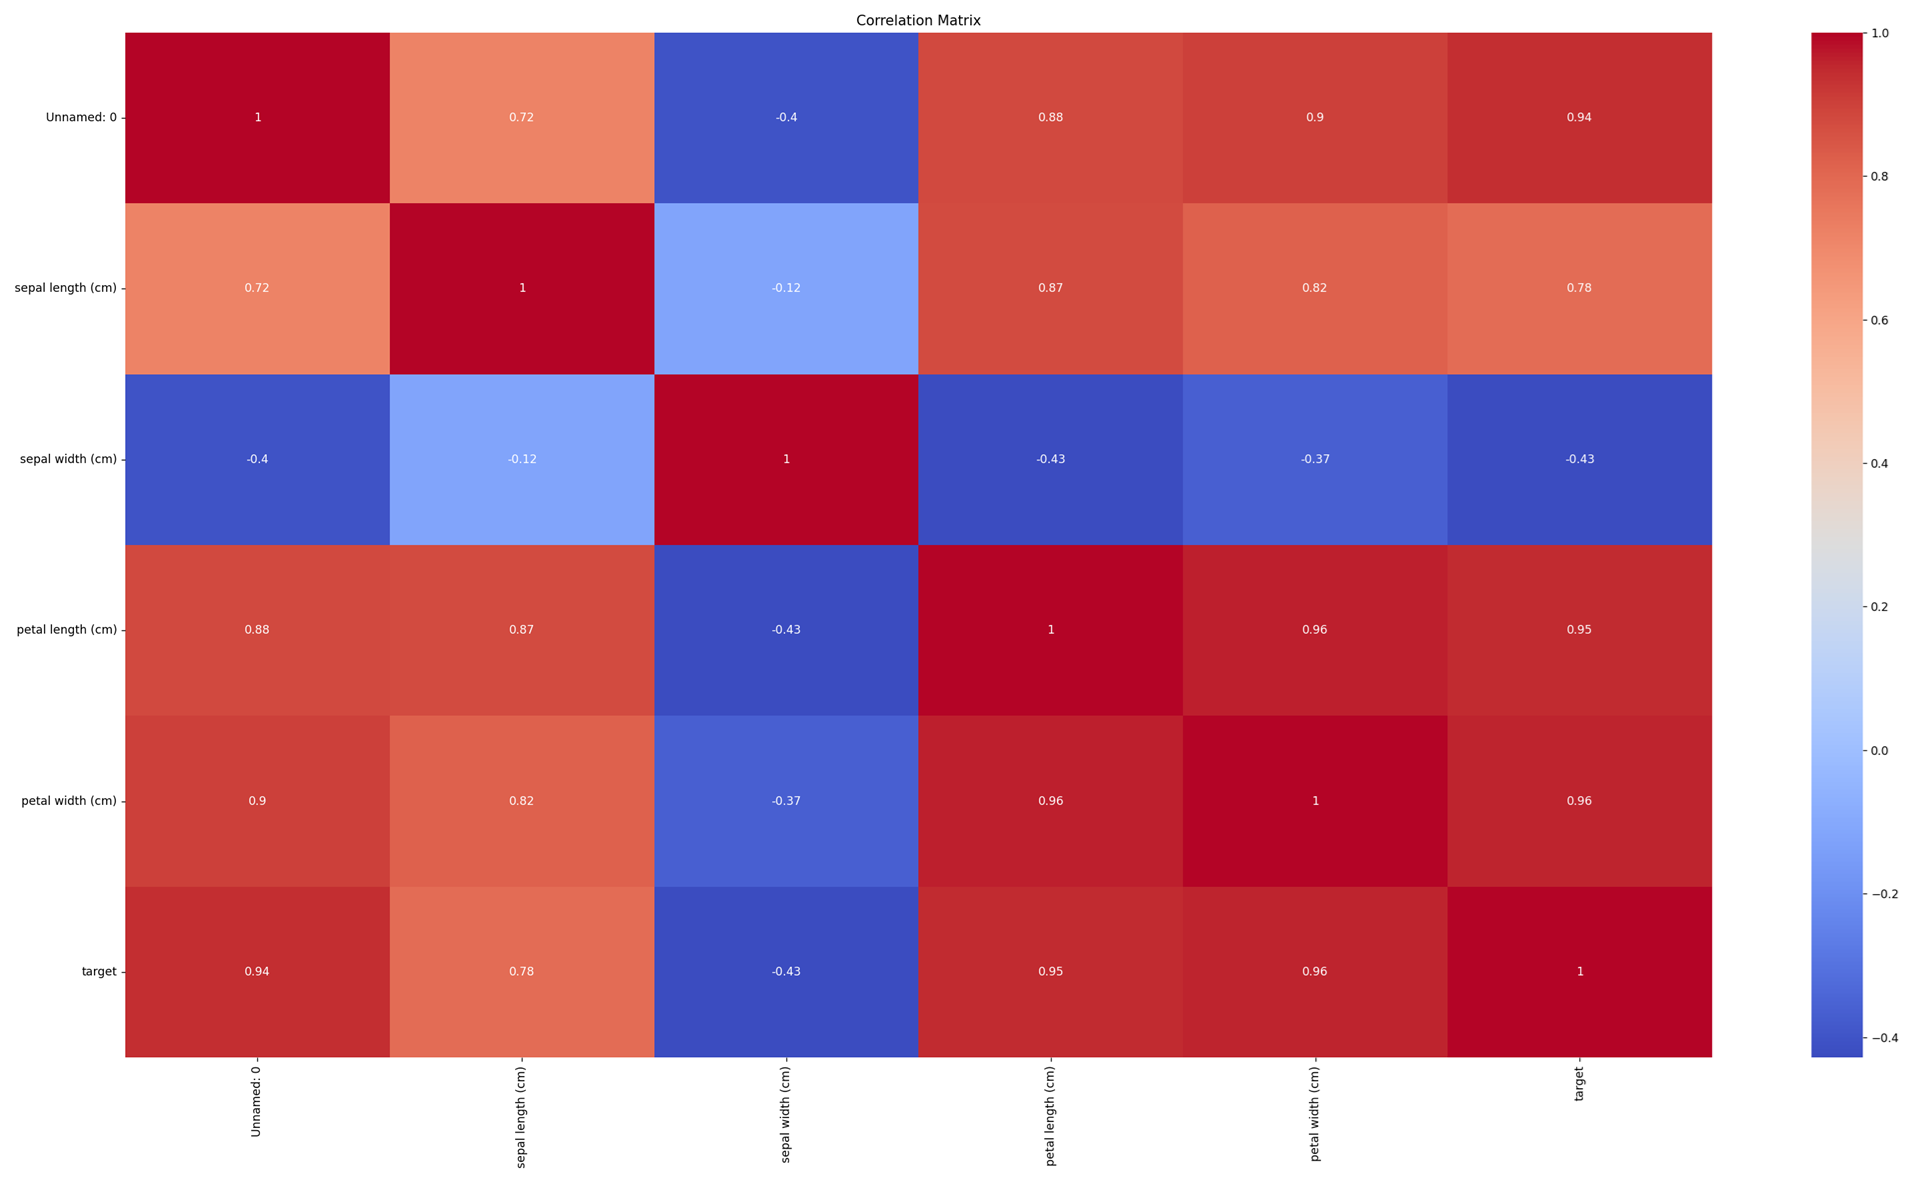 Correlation Matrix
Unnamed: 0 1 0.72 -0.4 0.88 0.9 0.94
sepal length (cm) 0.72 1 -0.12 0.87 0.82 0.78
sepal width (cm) -0.4 -0.12 1 -0.43 -0.37 -0.43
petal length (cm) 0.88 0.87 -0.43 1 0.96 0.95
petal width (cm) 0.9 0.82 -0.37 0.96 1 0.96
target 0.94 0.78 -0.43 0.95 0.96 1
Unnamed: 0
sepal length (cm)
sepal width (cm)
petal length (cm)
petal width (cm)
target
1.0
0.8
0.6
0.4
0.2
0.0
−0.2
−0.4